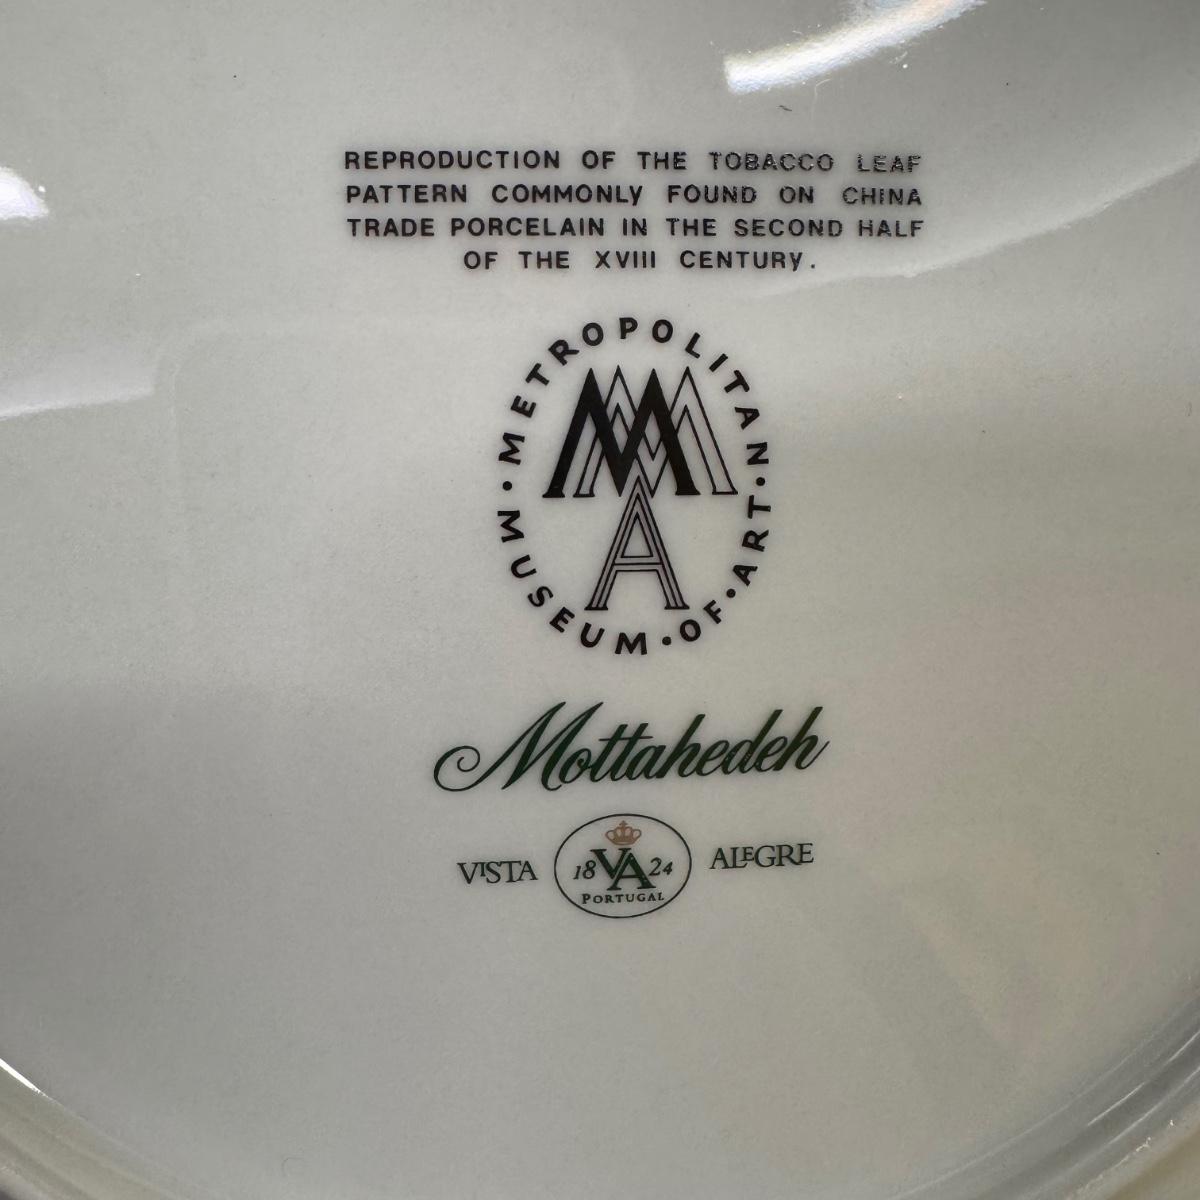 REPRODUCTION OF THE TOBACCO LEAF
PATTERN COMMONLY FOUND ON CHINA
TRADE PORCELAIN IN THE SECOND HALF
OF THE XVIII CENTURY.
·METROPOLITAN·MUSEUM·OF·ART
MMA
Mottahedeh
VISTA 18 VA 24 ALEGRE
PORTUGAL